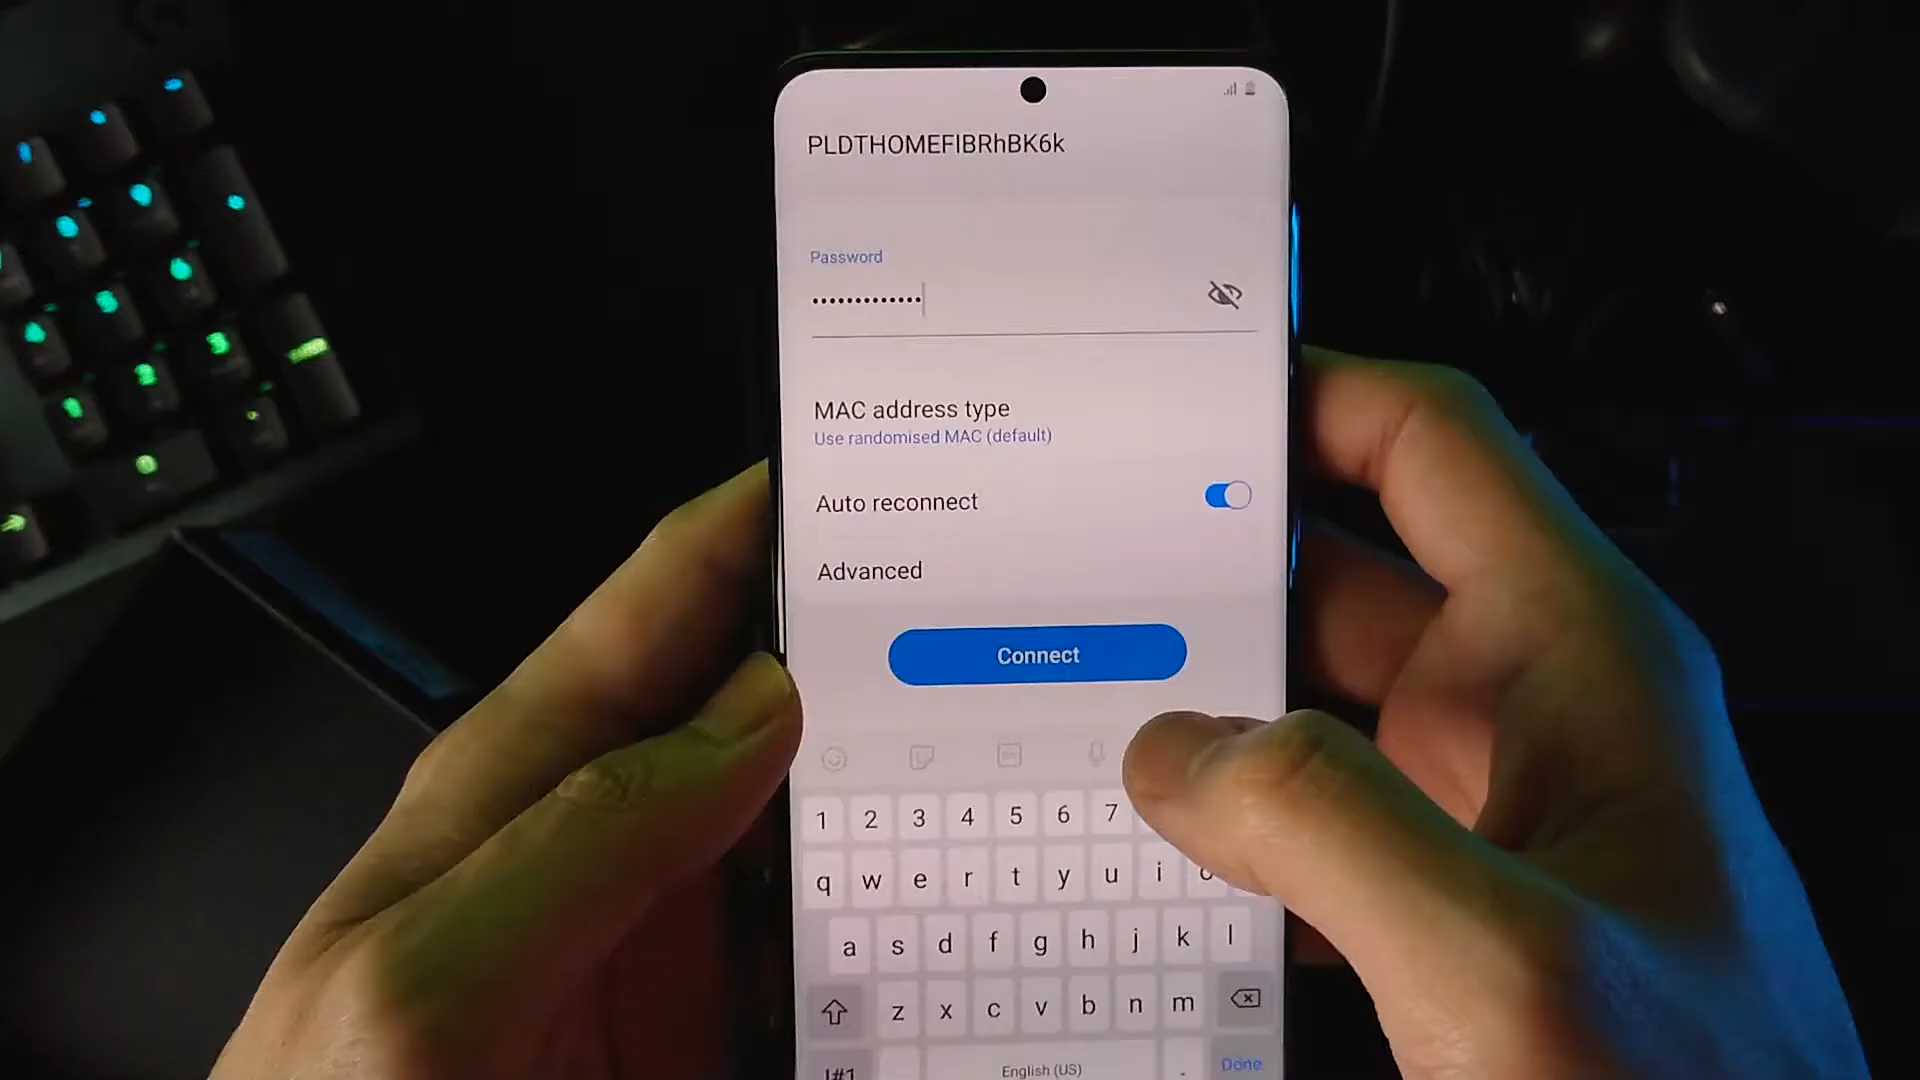 PLDTHOMEFIBRhBK6k
Password
•••••••••••••
MAC address type
Use randomised MAC (default)
Auto reconnect
Advanced
Connect
1 2 3 4 5 6 7
q w e r t y u i o
a s d f g h j k l
z x c v b n m
!#1 English (US) . Done